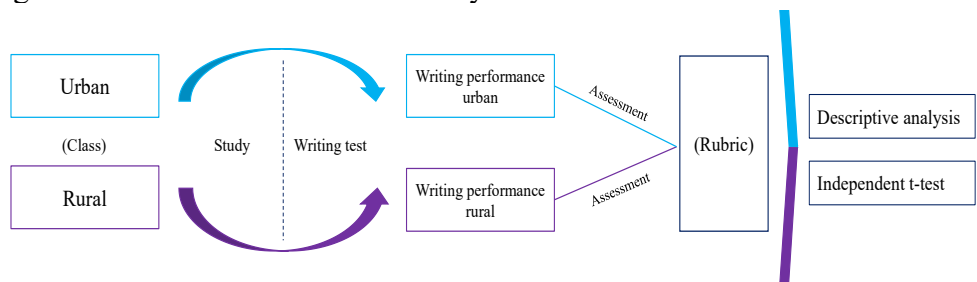 Urban
(Class)
Rural
Study
Writing test
Writing performance
urban
Writing performance
rural
Assessment
Assessment
(Rubric)
Descriptive analysis
Independent t-test